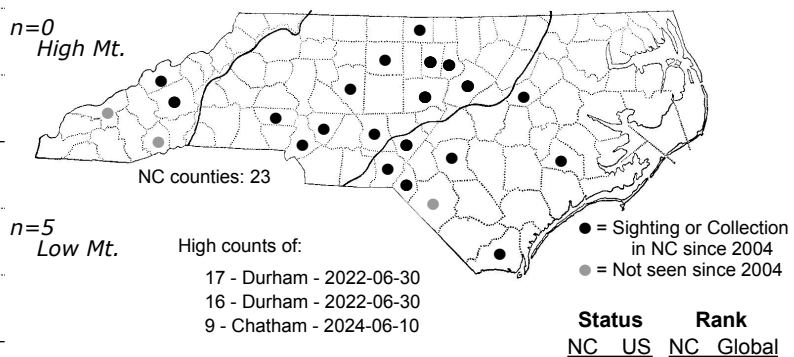 n=0
High Mt.
NC counties: 23
n=5
Low Mt.
High counts of:
17 - Durham - 2022-06-30
16 - Durham - 2022-06-30
9 - Chatham - 2024-06-10
● = Sighting or Collection
in NC since 2004
● = Not seen since 2004
Status Rank
NC US NC Global